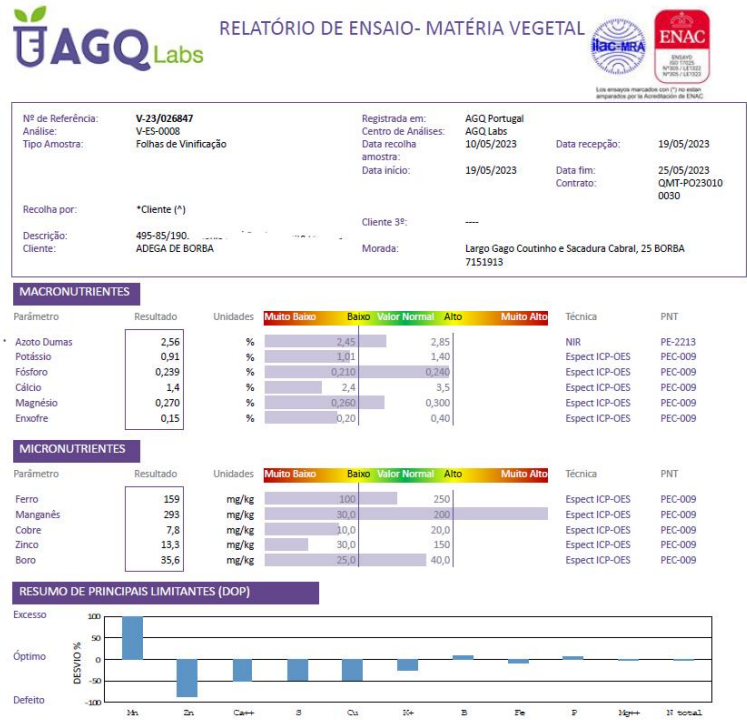 AGQ Labs
RELATÓRIO DE ENSAIO- MATÉRIA VEGETAL
ilac-MRA
ENAC
ENSAYO
Los ensayos marcados con (*) no estan
amparados por la Acreditación de ENAC
Nº de Referência: V-23/026847 Registrada em: AGQ Portugal
Análise: V-ES-0008 Centro de Análises: AGQ Labs
Tipo Amostra: Folhas de Vinificação Data recolha amostra: 10/05/2023 Data recepção: 19/05/2023
Data início: 19/05/2023 Data fim: 25/05/2023
Contrato: QMT-PO23010
0030
Recolha por: *Cliente (^)
Cliente 3º: ----
Descrição: 495-85/190.
Cliente: ADEGA DE BORBA Morada: Largo Gago Coutinho e Sacadura Cabral, 25 BORBA
7151913
MACRONUTRIENTES
Parâmetro Resultado Unidades Muito Baixo Baixo Valor Normal Alto Muito Alto Técnica PNT
* Azoto Dumas 2,56 % 2,45 2,85 NIR PE-2213
Potássio 0,91 % 1,01 1,40 Espect ICP-OES PEC-009
Fósforo 0,239 % 0,210 0,240 Espect ICP-OES PEC-009
Cálcio 1,4 % 2,4 3,5 Espect ICP-OES PEC-009
Magnésio 0,270 % 0,260 0,300 Espect ICP-OES PEC-009
Enxofre 0,15 % 0,20 0,40 Espect ICP-OES PEC-009
MICRONUTRIENTES
Parâmetro Resultado Unidades Muito Baixo Baixo Valor Normal Alto Muito Alto Técnica PNT
Ferro 159 mg/kg 100 250 Espect ICP-OES PEC-009
Manganês 293 mg/kg 30,0 200 Espect ICP-OES PEC-009
Cobre 7,8 mg/kg 10,0 20,0 Espect ICP-OES PEC-009
Zinco 13,3 mg/kg 30,0 150 Espect ICP-OES PEC-009
Boro 35,6 mg/kg 25,0 40,0 Espect ICP-OES PEC-009
RESUMO DE PRINCIPAIS LIMITANTES (DOP)
Excesso 100
50
Óptimo 0
DESVIO %
-50
Defeito -100
Mn Zn Ca++ S Cu K+ B Fe P Mg++ N total